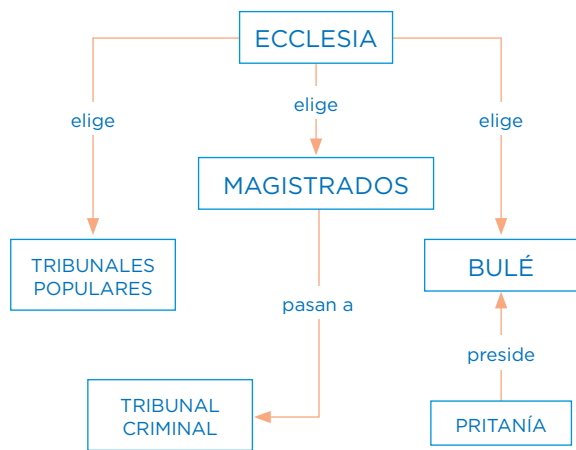 ECCLESIA
elige
elige
elige
MAGISTRADOS
TRIBUNALES
POPULARES
BULÉ
pasan a
preside
TRIBUNAL
CRIMINAL
PRITANÍA